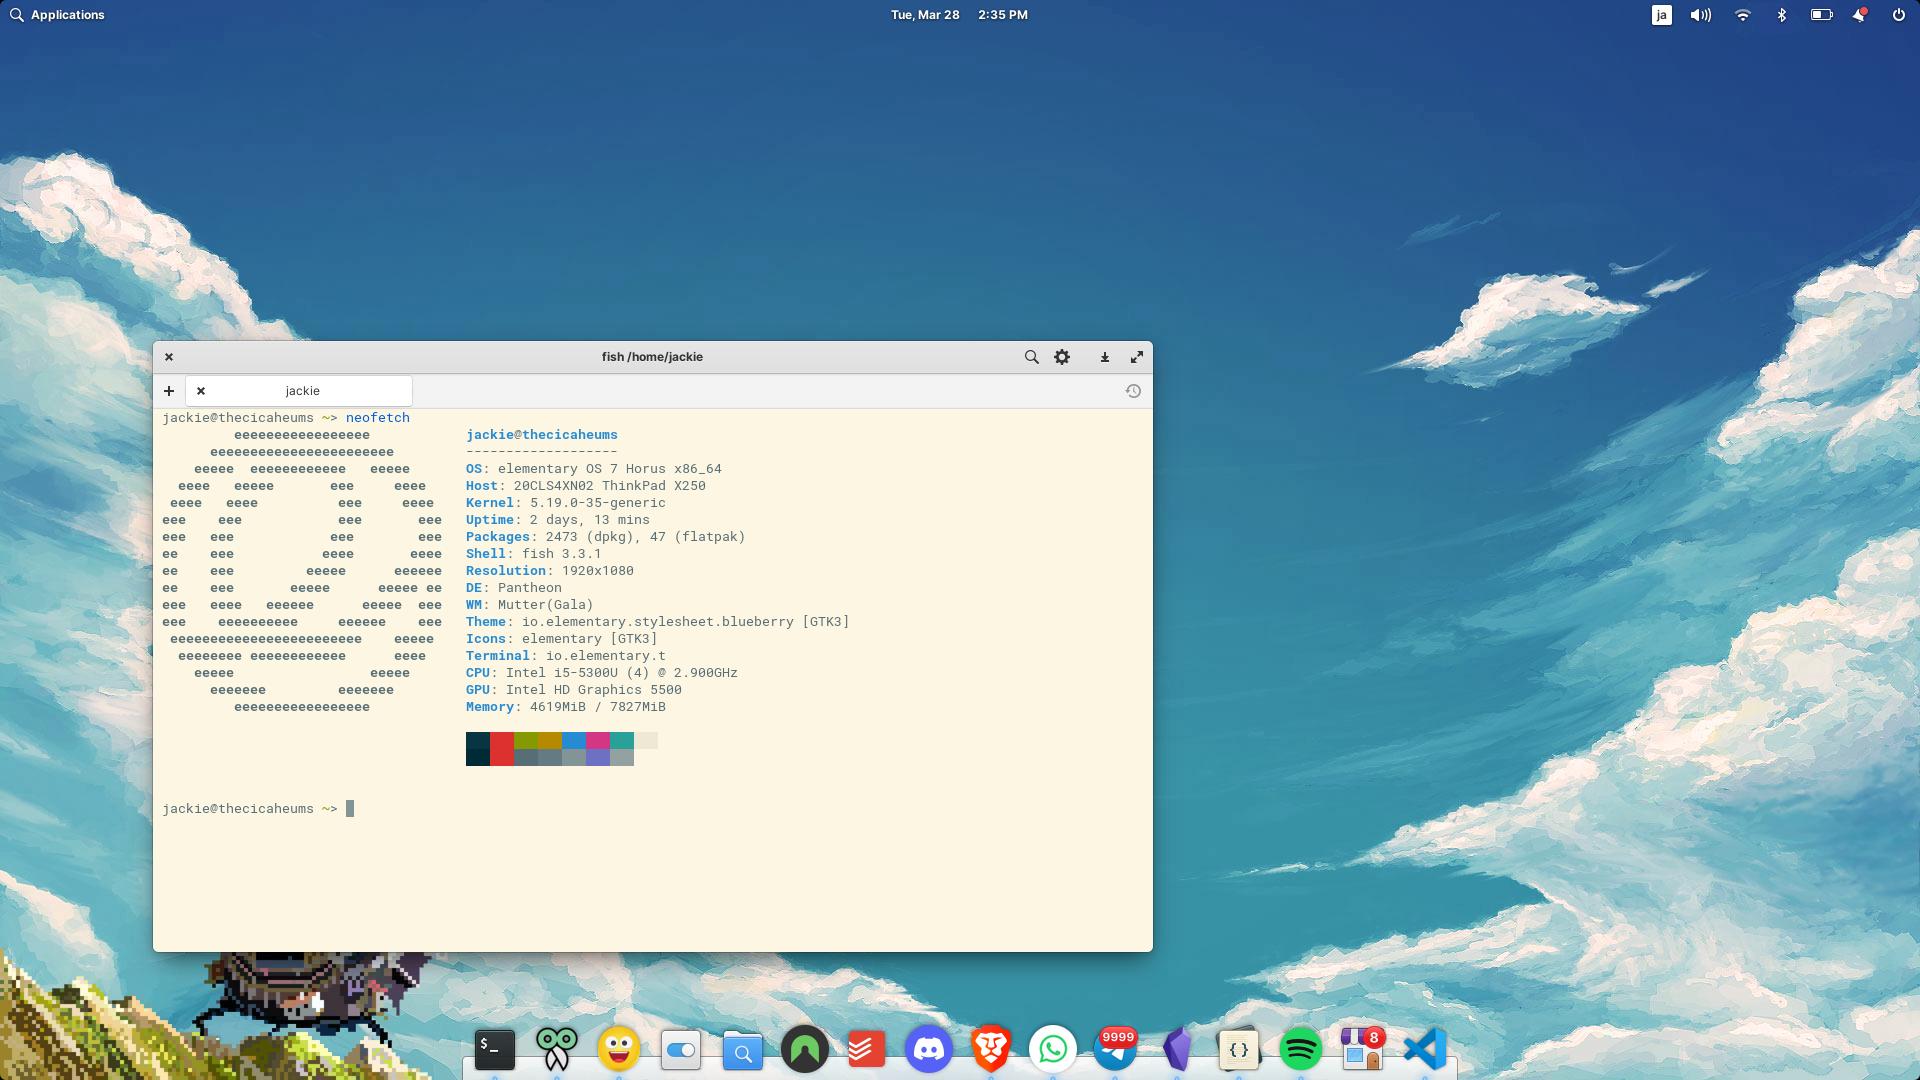 Applications
Tue, Mar 28 2:35 PM
ja
fish /home/jackie
jackie
jackie@thecicaheums ~> neofetch
eeeeeeeeeeeeeeeee
eeeeeeeeeeeeeeeeeeeeeee
eeeee  eeeeeeeeeeee   eeeee
eeee   eeeee       eee     eeee
eeee   eeee          eee     eeee
eee    eee            eee       eee
eee   eee            eee        eee
ee    eee           eeee       eeee
ee    eee         eeeee      eeeeee
ee    eee       eeeee      eeeee ee
eee   eeee   eeeeee      eeeee  eee
eee    eeeeeeeeee     eeeeee    eee
eeeeeeeeeeeeeeeeeeeeeeee    eeeee
eeeeeeee eeeeeeeeeeee      eeee
eeeee                 eeeee
eeeeeee         eeeeeee
eeeeeeeeeeeeeeeee
jackie@thecicaheums
-------------------
OS: elementary OS 7 Horus x86_64
Host: 20CLS4XN02 ThinkPad X250
Kernel: 5.19.0-35-generic
Uptime: 2 days, 13 mins
Packages: 2473 (dpkg), 47 (flatpak)
Shell: fish 3.3.1
Resolution: 1920x1080
DE: Pantheon
WM: Mutter(Gala)
Theme: io.elementary.stylesheet.blueberry [GTK3]
Icons: elementary [GTK3]
Terminal: io.elementary.t
CPU: Intel i5-5300U (4) @ 2.900GHz
GPU: Intel HD Graphics 5500
Memory: 4619MiB / 7827MiB
jackie@thecicaheums ~>
$_
{}
9999
8